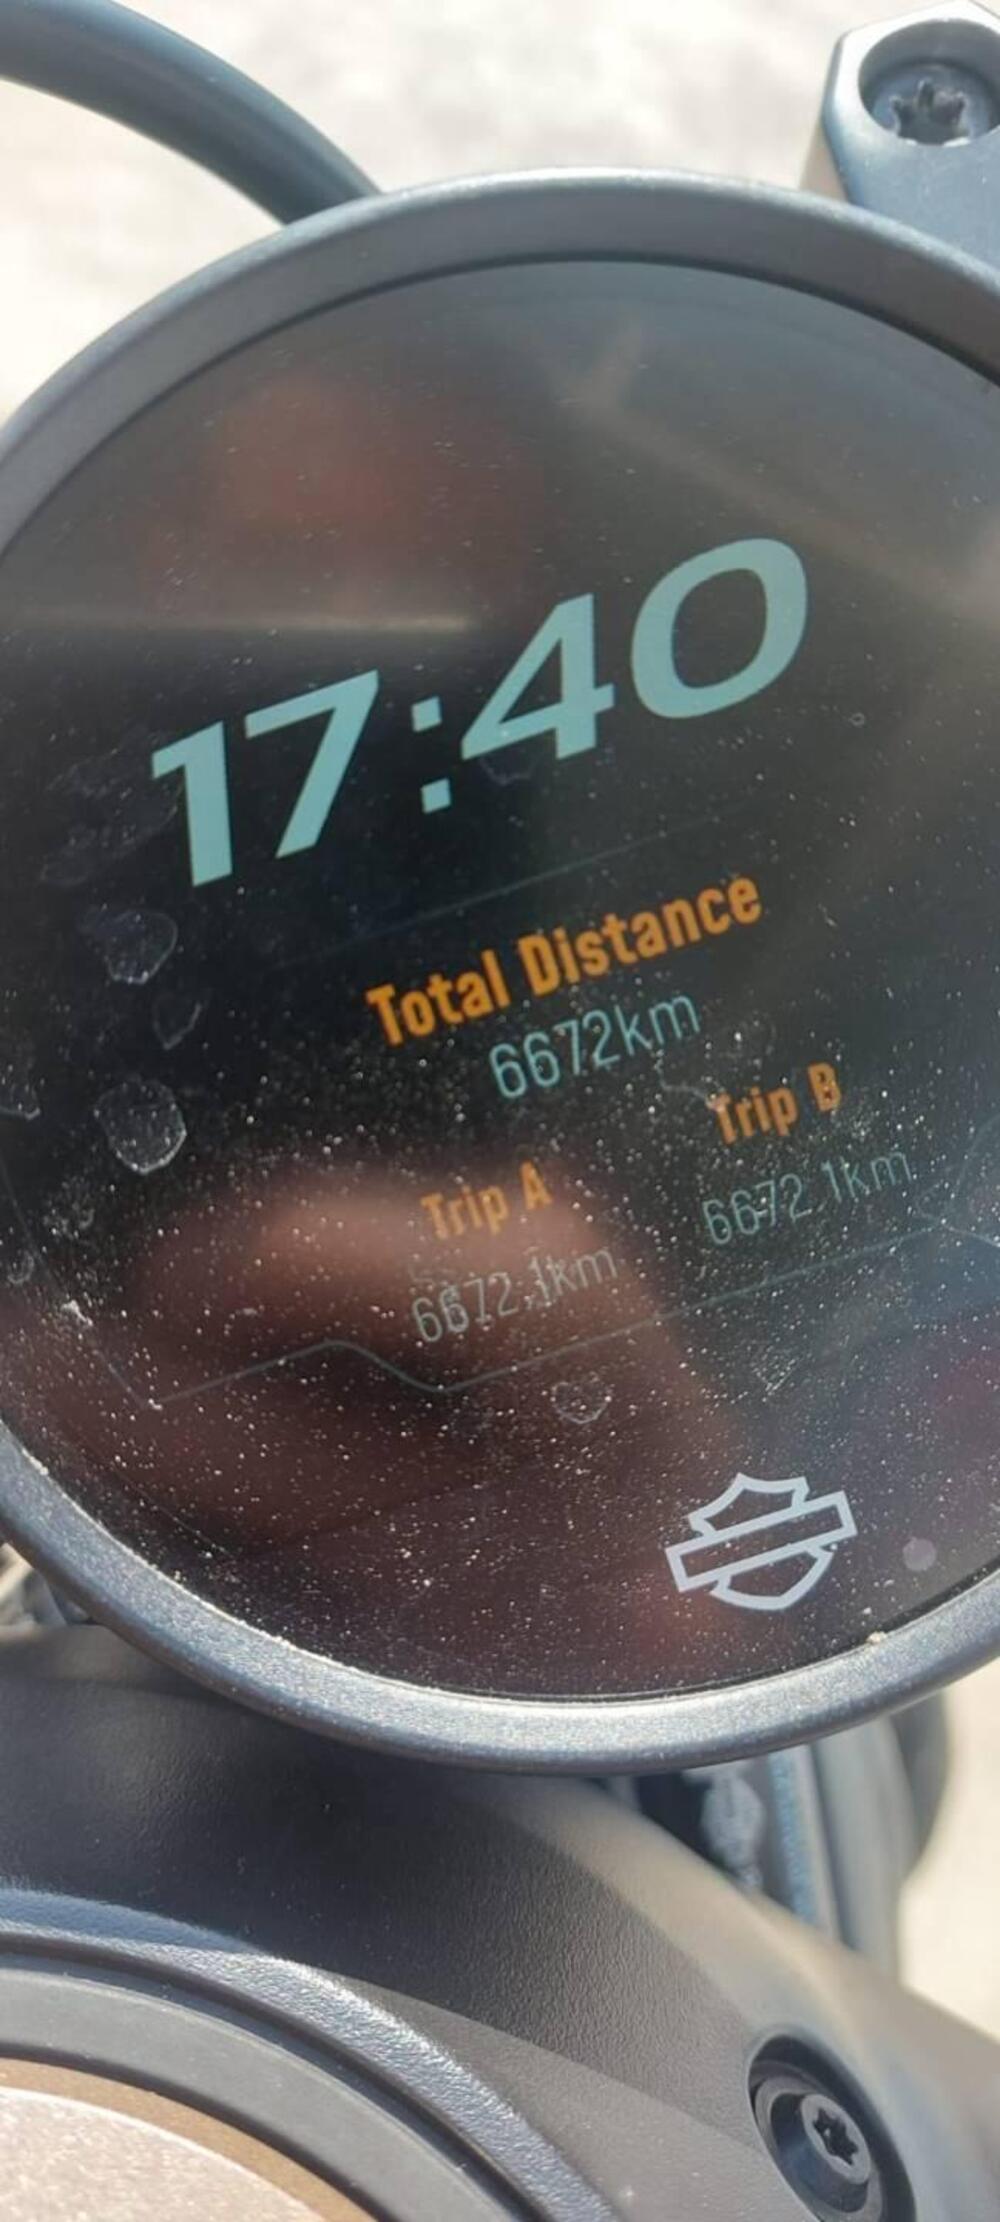 17:40
Total Distance
6672km
Trip A
6672.1km
Trip B
6672.1km